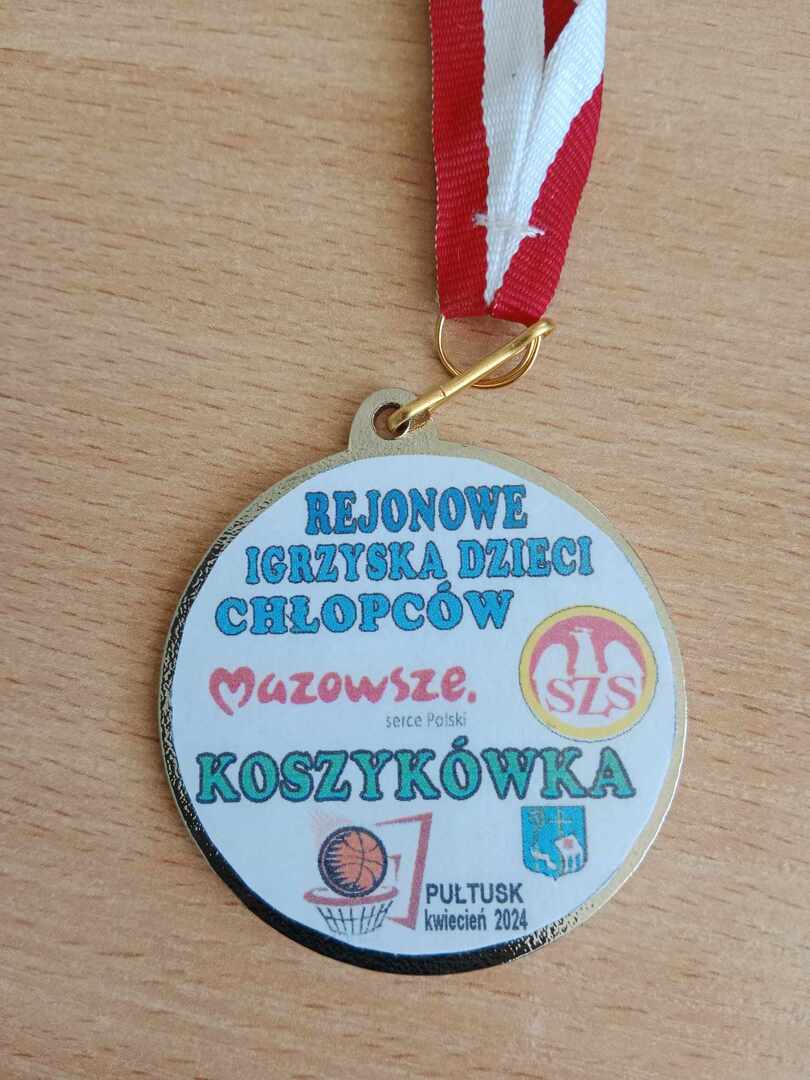 REJONOWE
IGRZYSKA DZIECI
CHŁOPCÓW
Mazowsze.
serce Polski
SZS
KOSZYKÓWKA
PUŁTUSK
kwiecień 2024